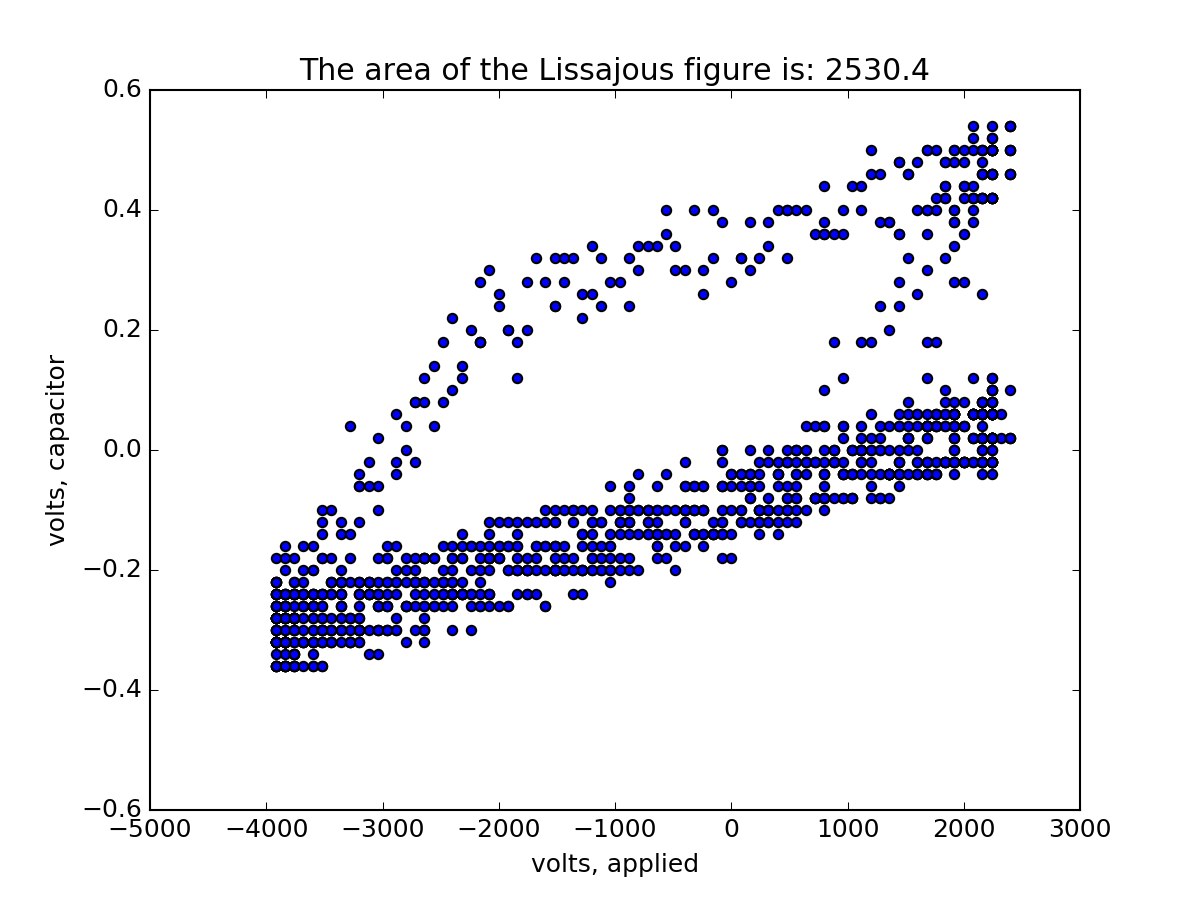 The area of the Lissajous figure is: 2530.4
0.6
0.4
0.2
0.0
−0.2
−0.4
−0.6
volts, capacitor
−5000 −4000 −3000 −2000 −1000 0 1000 2000 3000
volts, applied